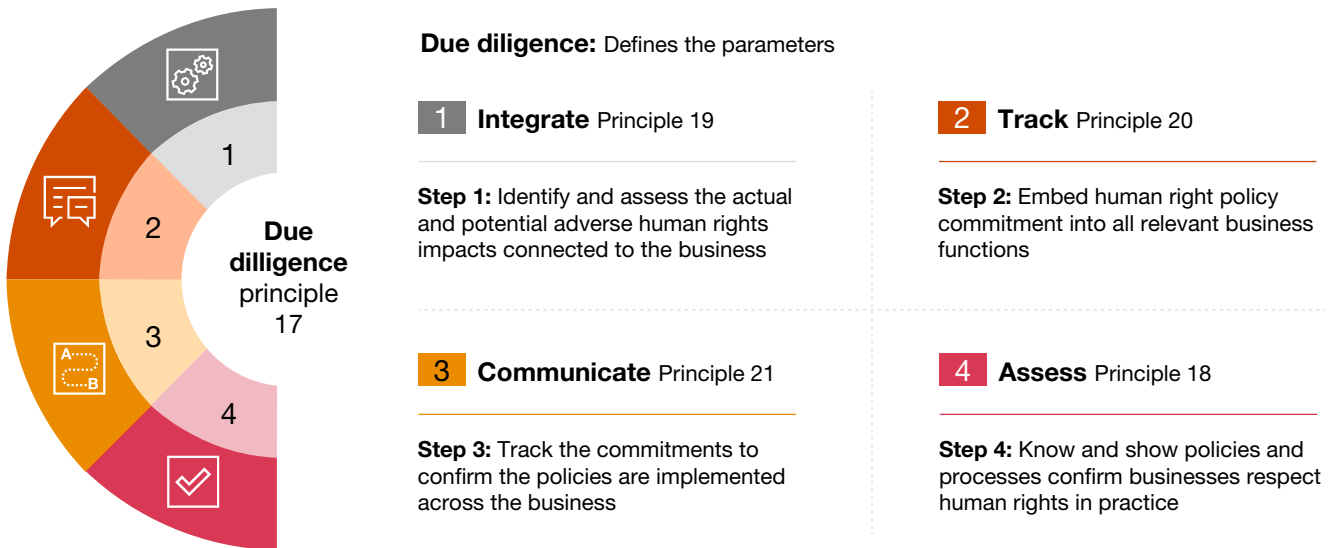 1
2
3
4
Due
dilligence
principle
17
A
B
Due diligence: Defines the parameters
1 Integrate Principle 19
Step 1: Identify and assess the actual
and potential adverse human rights
impacts connected to the business
2 Track Principle 20
Step 2: Embed human right policy
commitment into all relevant business
functions
3 Communicate Principle 21
Step 3: Track the commitments to
confirm the policies are implemented
across the business
4 Assess Principle 18
Step 4: Know and show policies and
processes confirm businesses respect
human rights in practice